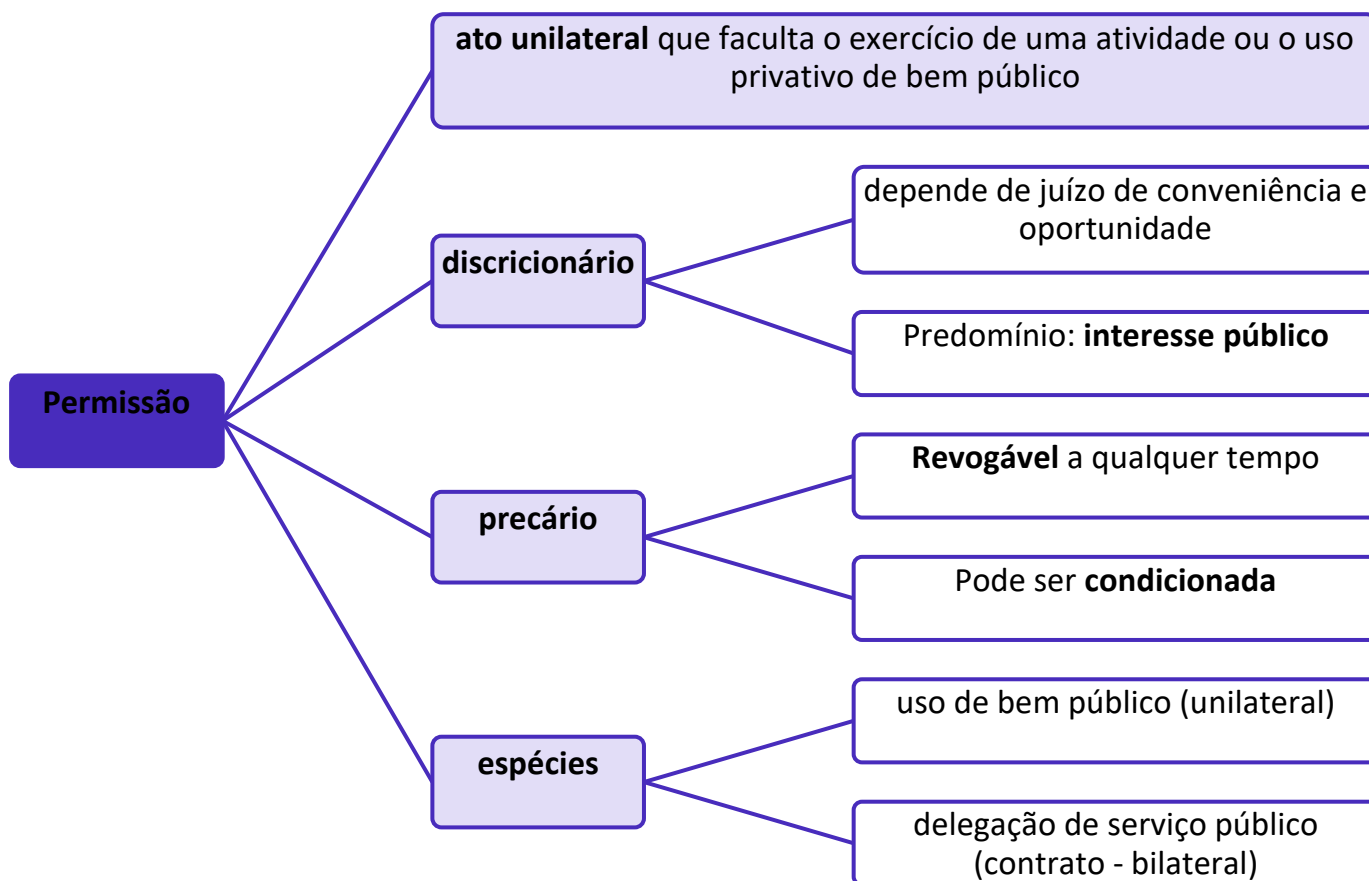 ato unilateral que faculta o exercício de uma atividade ou o uso
privativo de bem público
depende de juízo de conveniência e
oportunidade
discricionário
Predomínio: interesse público
Permissão
Revogável a qualquer tempo
precário
Pode ser condicionada
uso de bem público (unilateral)
espécies
delegação de serviço público
(contrato - bilateral)